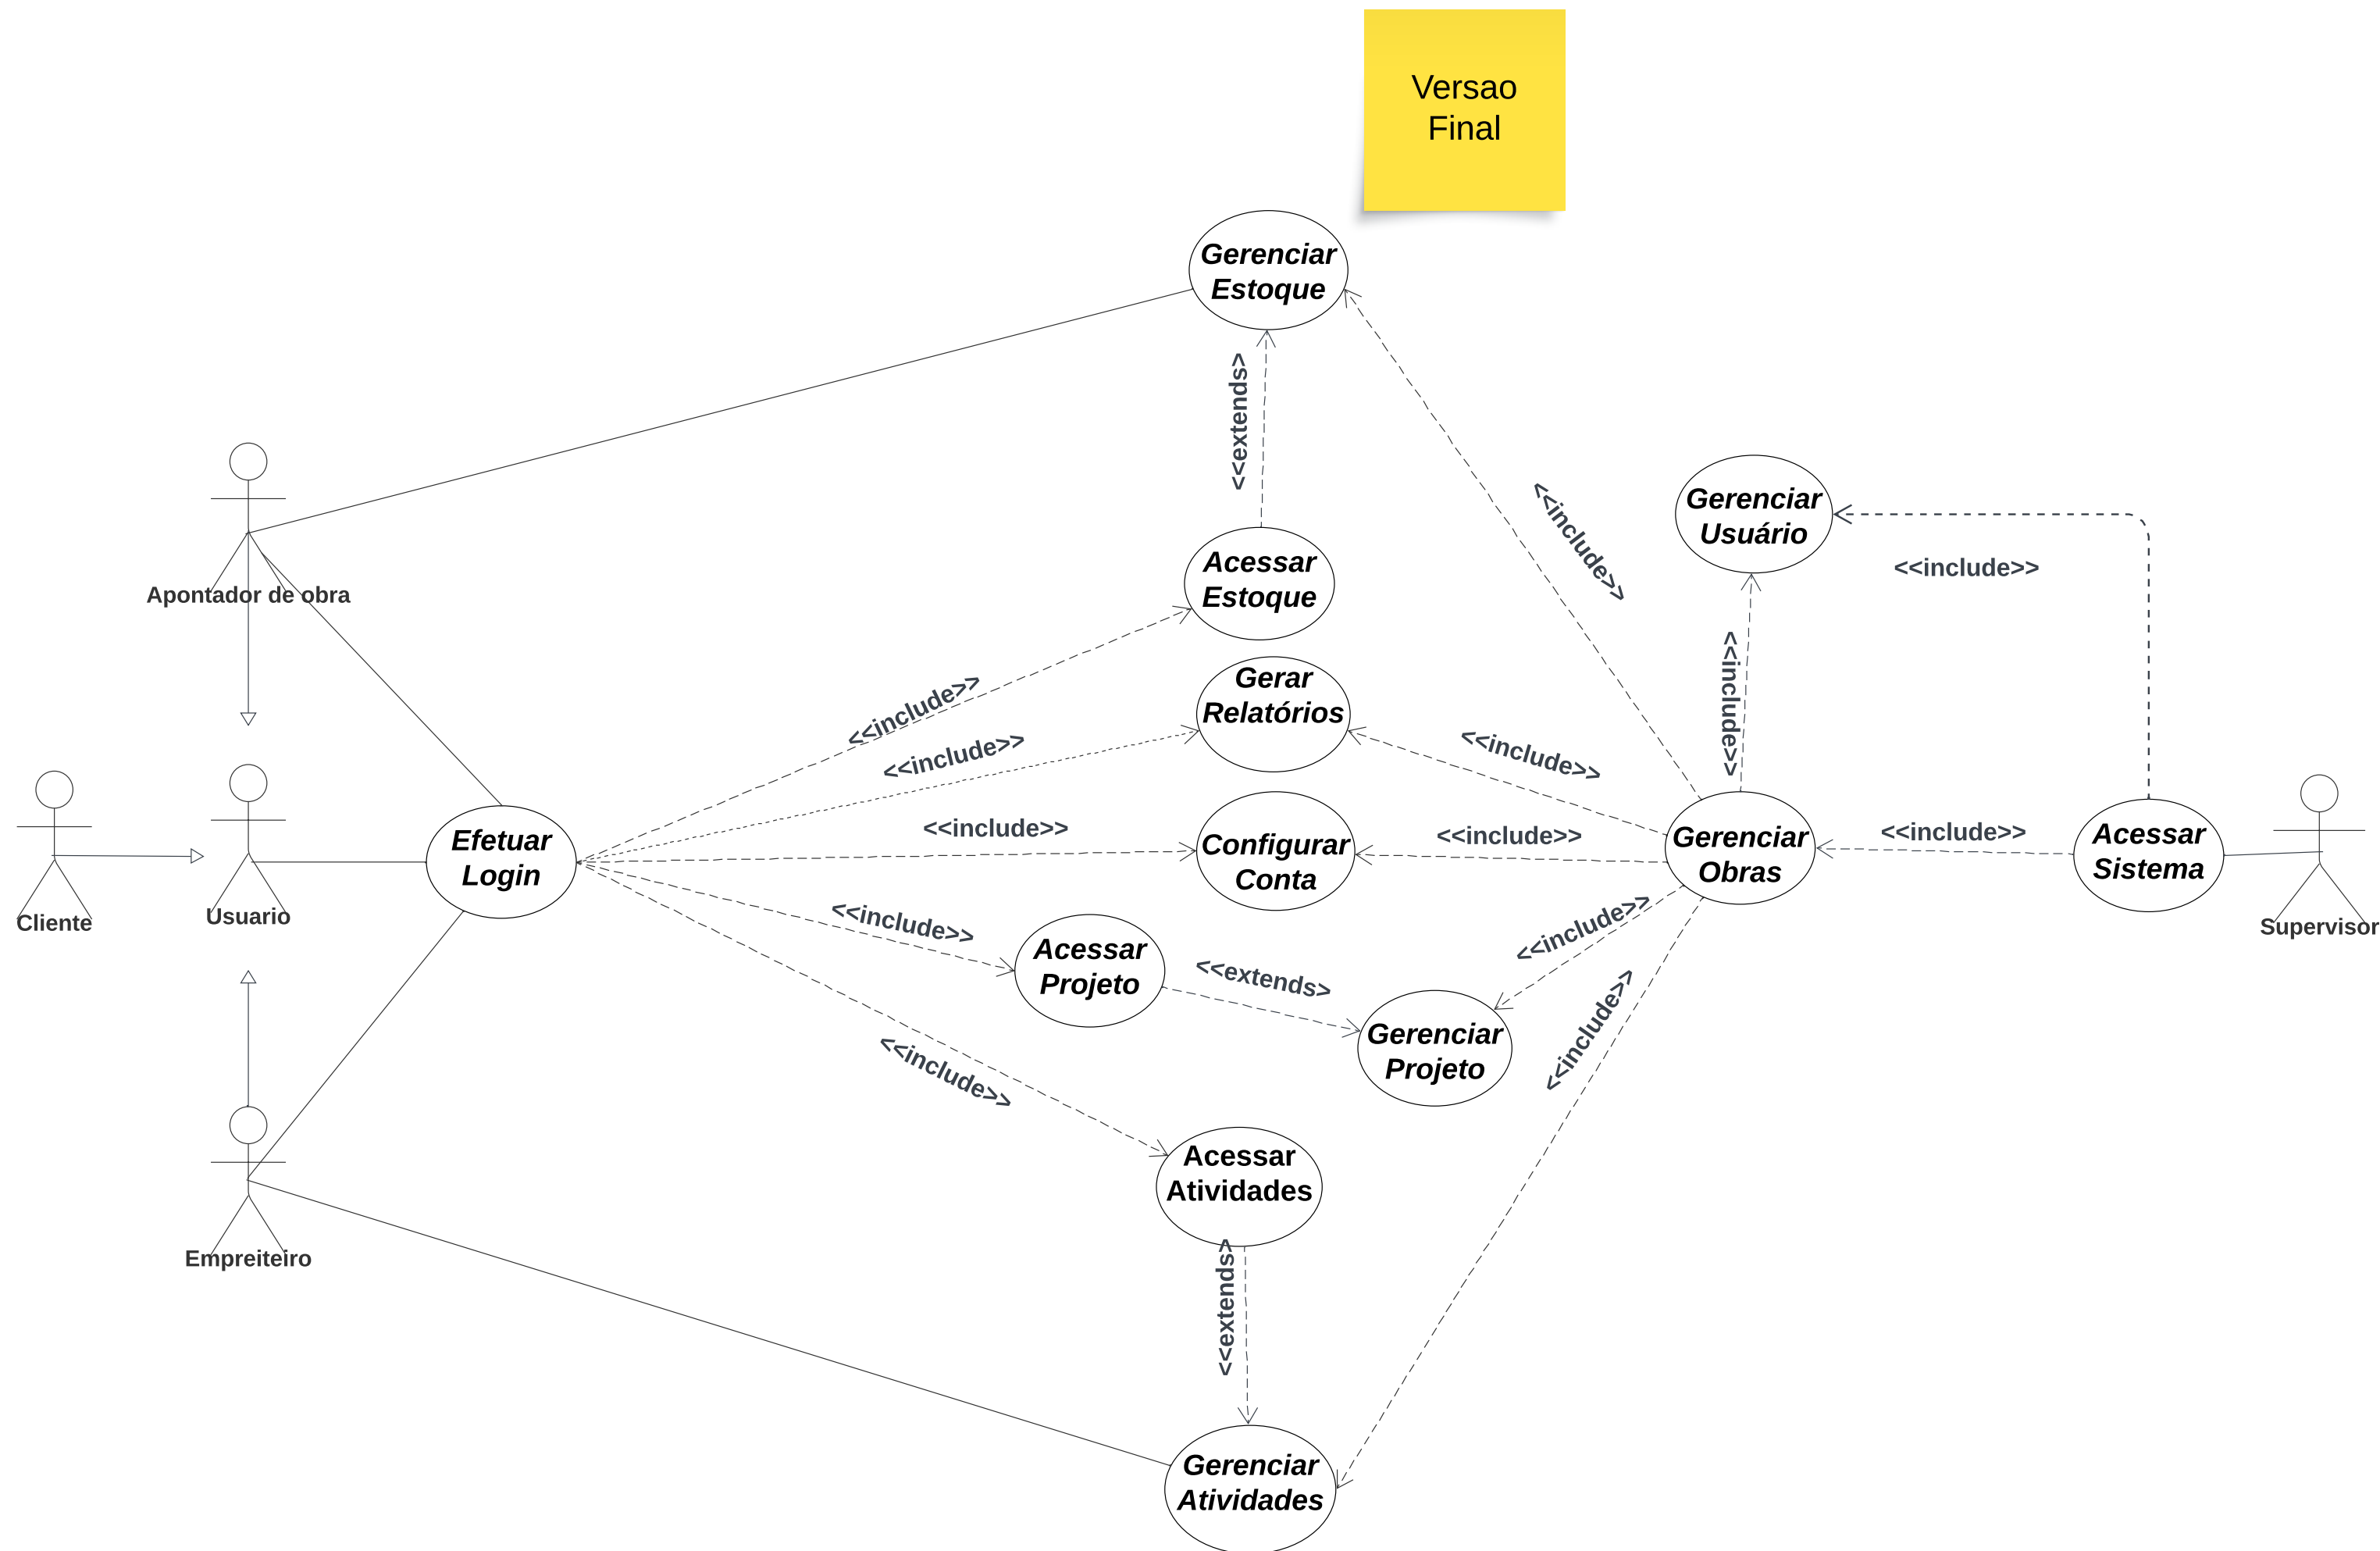 Versao
Final
Gerenciar
Estoque
<<extends>
Acessar
Estoque
<<include>>
Gerenciar
Usuário
<<include>>
<<include>>
Apontador de obra
<<include>>
Gerar
Relatórios
<<include>>
<<include>>
Cliente
Usuario
Efetuar
Login
<<include>>
Configurar
Conta
<<include>>
Gerenciar
Obras
<<include>>
Acessar
Sistema
Supervisor
<<include>>
Acessar
Projeto
<<extends>
<<include>>
Gerenciar
Projeto
<<include>>
<<include>>
Acessar
Atividades
Empreiteiro
<<extends>
Gerenciar
Atividades